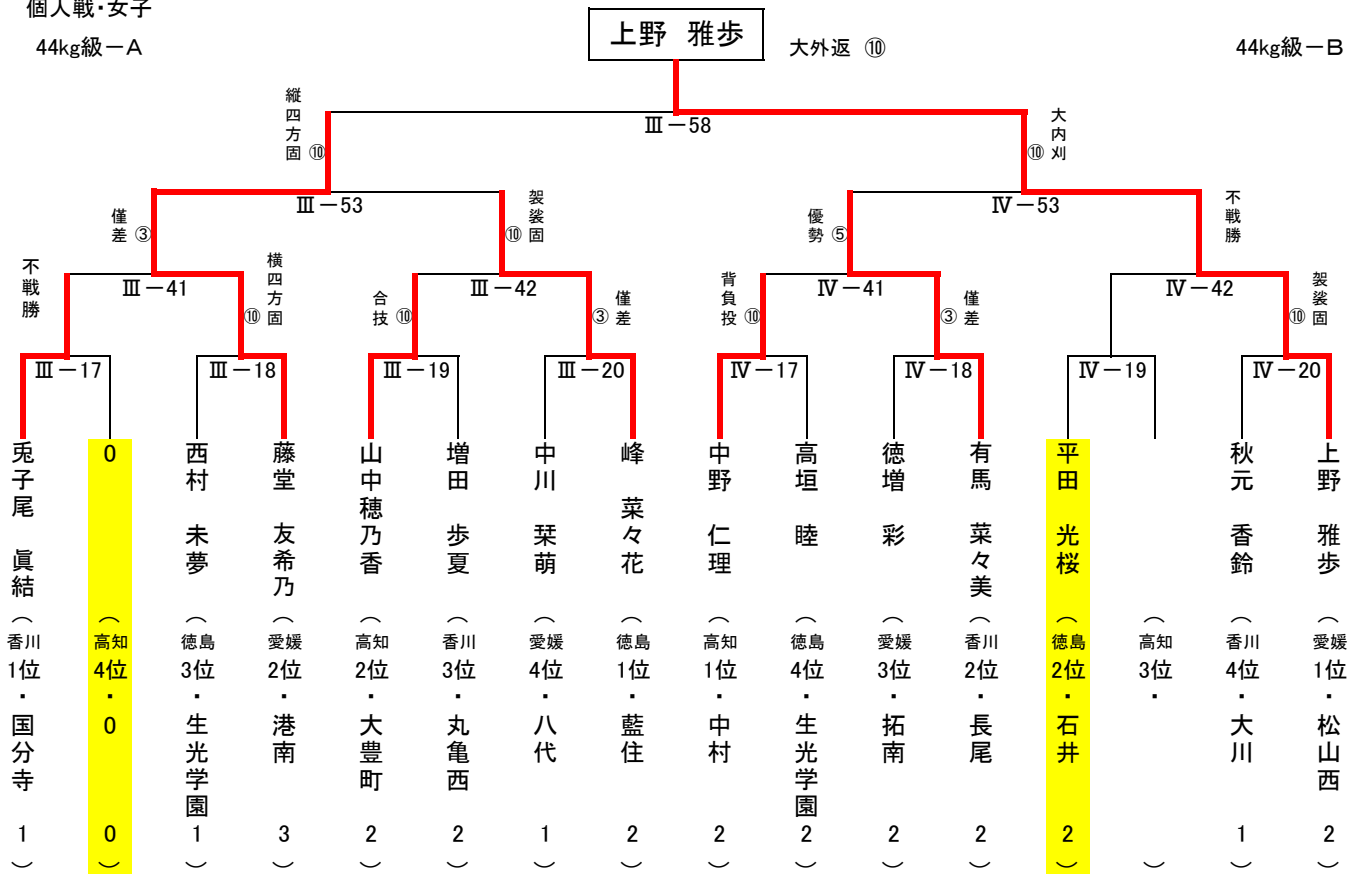 個人戦・女子
44kg級－A
上野 雅歩
大外返 ⑩
44kg級－B
縦四方固 ⑩
Ⅲ－58
大内刈 ⑩
僅差 ③
Ⅲ－53
袈裟固 ⑩
優勢 ⑤
Ⅳ－53
不戦勝
不戦勝
Ⅲ－41
横四方固 ⑩
合技 ⑩
Ⅲ－42
僅差 ③
背負投 ⑩
Ⅳ－41
僅差 ③
Ⅳ－42
袈裟固 ⑩
Ⅲ－17
Ⅲ－18
Ⅲ－19
Ⅲ－20
Ⅳ－17
Ⅳ－18
Ⅳ－19
Ⅳ－20
兎子尾 眞結（香川1位・国分寺 1）
0（高知4位・0 0）
西村 未夢（徳島3位・生光学園 1）
藤堂 友希乃（愛媛2位・港南 3）
山中穂乃香（高知2位・大豊町 2）
増田 歩夏（香川3位・丸亀西 2）
中川 栞萌（愛媛4位・八代 1）
峰 菜々花（徳島1位・藍住 2）
中野 仁理（高知1位・中村 2）
高垣 睦（徳島4位・生光学園 2）
徳増 彩（愛媛3位・拓南 2）
有馬 菜々美（香川2位・長尾 2）
平田 光桜（徳島2位・石井 2）
（高知3位・ ）
秋元 香鈴（香川4位・大川 1）
上野 雅歩（愛媛1位・松山西 2）